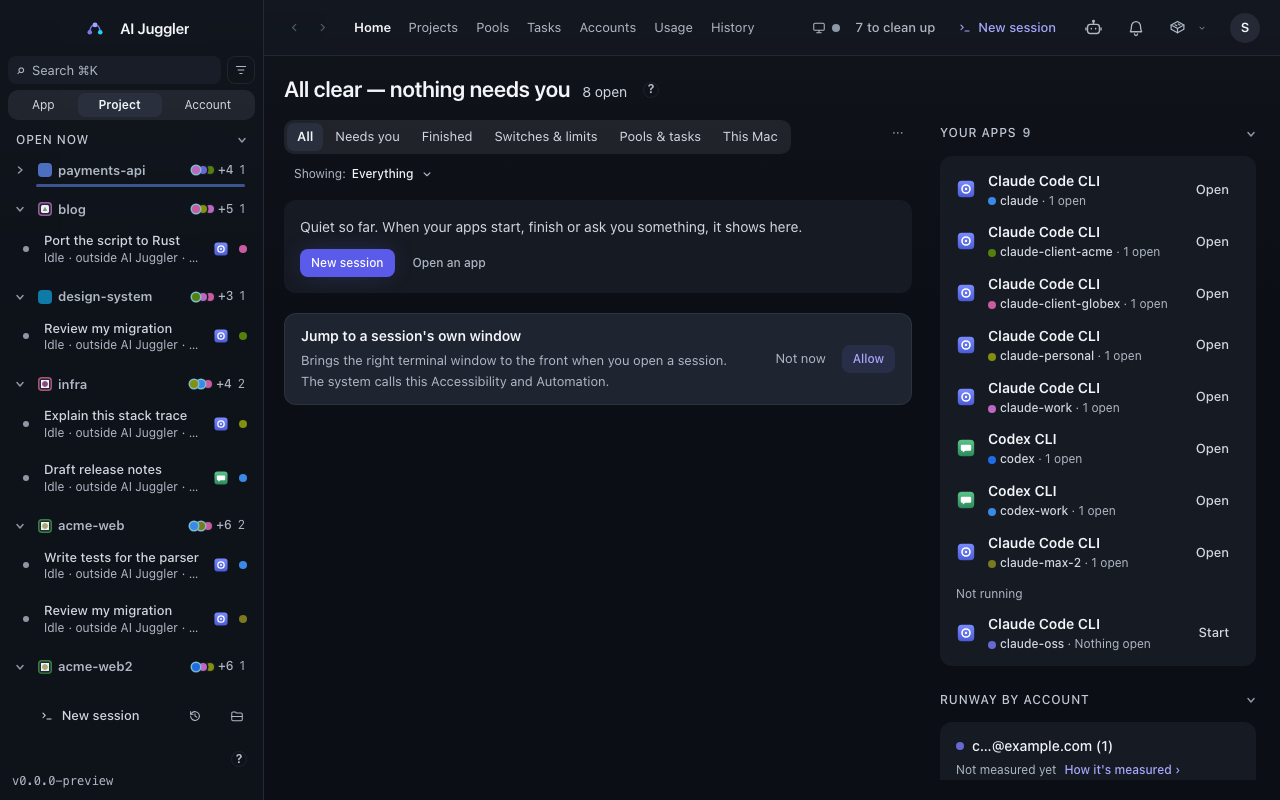 AI Juggler
Search ⌘K
App
Project
Account
OPEN NOW
payments-api
+4 1
blog
+5 1
Port the script to Rust
Idle · outside AI Juggler · ...
design-system
+3 1
Review my migration
Idle · outside AI Juggler · ...
infra
+4 2
Explain this stack trace
Idle · outside AI Juggler · ...
Draft release notes
Idle · outside AI Juggler · ...
acme-web
+6 2
Write tests for the parser
Idle · outside AI Juggler · ...
Review my migration
Idle · outside AI Juggler · ...
acme-web2
+6 1
New session
?
v0.0.0-preview
Home
Projects
Pools
Tasks
Accounts
Usage
History
7 to clean up
New session
S
All clear — nothing needs you
8 open
?
All
Needs you
Finished
Switches & limits
Pools & tasks
This Mac
...
Showing: Everything
Quiet so far. When your apps start, finish or ask you something, it shows here.
New session
Open an app
Jump to a session's own window
Brings the right terminal window to the front when you open a session.
The system calls this Accessibility and Automation.
Not now
Allow
YOUR APPS 9
Claude Code CLI
claude · 1 open
Open
Claude Code CLI
claude-client-acme · 1 open
Open
Claude Code CLI
claude-client-globex · 1 open
Open
Claude Code CLI
claude-personal · 1 open
Open
Claude Code CLI
claude-work · 1 open
Open
Codex CLI
codex · 1 open
Open
Codex CLI
codex-work · 1 open
Open
Claude Code CLI
claude-max-2 · 1 open
Open
Not running
Claude Code CLI
claude-oss · Nothing open
Start
RUNWAY BY ACCOUNT
c...@example.com (1)
Not measured yet How it's measured ›